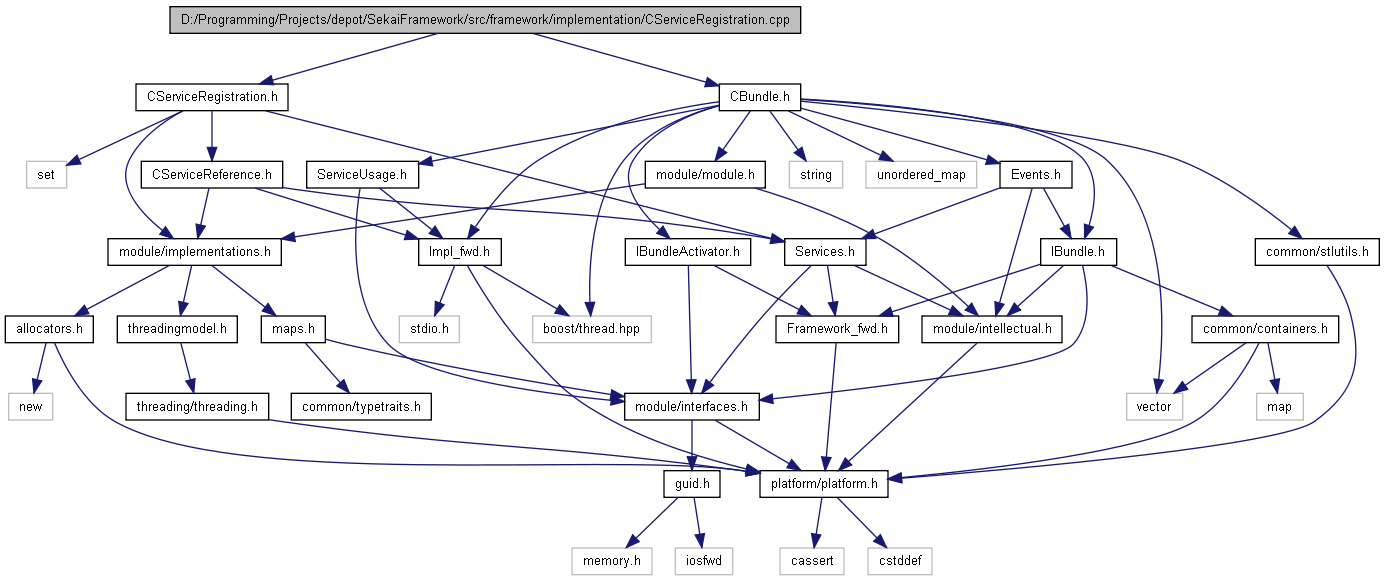 D:/Programming/Projects/depot/SekaiFramework/src/framework/implementation/CServiceRegistration.cpp
CServiceRegistration.h
CBundle.h
set
CServiceReference.h
ServiceUsage.h
module/module.h
string
unordered_map
Events.h
module/implementations.h
Impl_fwd.h
IBundleActivator.h
Services.h
IBundle.h
common/stlutils.h
allocators.h
threadingmodel.h
maps.h
stdio.h
boost/thread.hpp
Framework_fwd.h
module/intellectual.h
common/containers.h
new
threading/threading.h
common/typetraits.h
module/interfaces.h
vector
map
guid.h
platform/platform.h
memory.h
iosfwd
cassert
cstddef